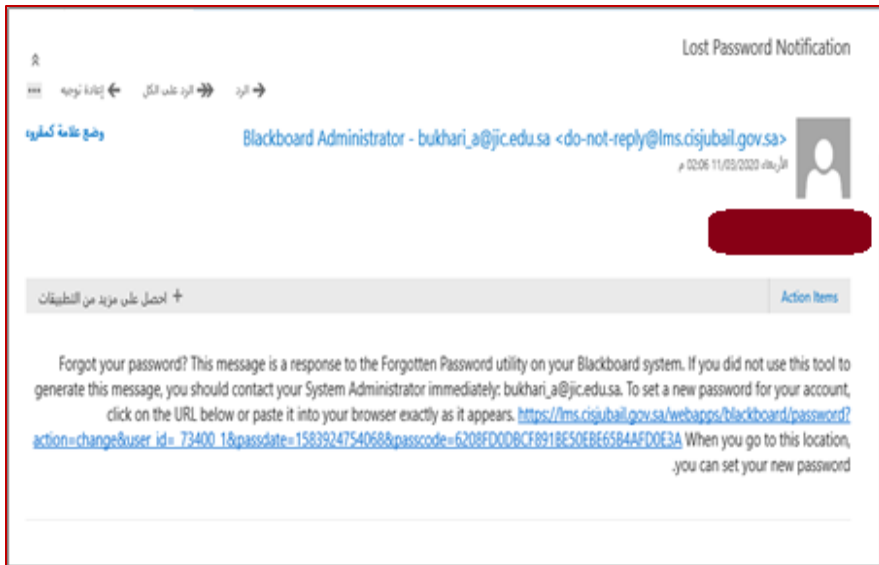 Lost Password Notification
الرد الرد على الكل إعادة توجيه
وضع علامة كمقروء
Blackboard Administrator - bukhari_a@jic.edu.sa <do-not-reply@lms.cisjubail.gov.sa>
الأربعاء 11/03/2020 02:06 م
Action Items
+ احصل على مزيد من التطبيقات
Forgot your password? This message is a response to the Forgotten Password utility on your Blackboard system. If you did not use this tool to
generate this message, you should contact your System Administrator immediately: bukhari_a@jic.edu.sa. To set a new password for your account,
click on the URL below or paste it into your browser exactly as it appears. https://lms.cisjubail.gov.sa/webapps/blackboard/password?
action=change&user_id=_73400_1&passdate=1583924754068&passcode=6208FD0DBCF891BE50EBE65B4AFD0E3A When you go to this location,
.you can set your new password